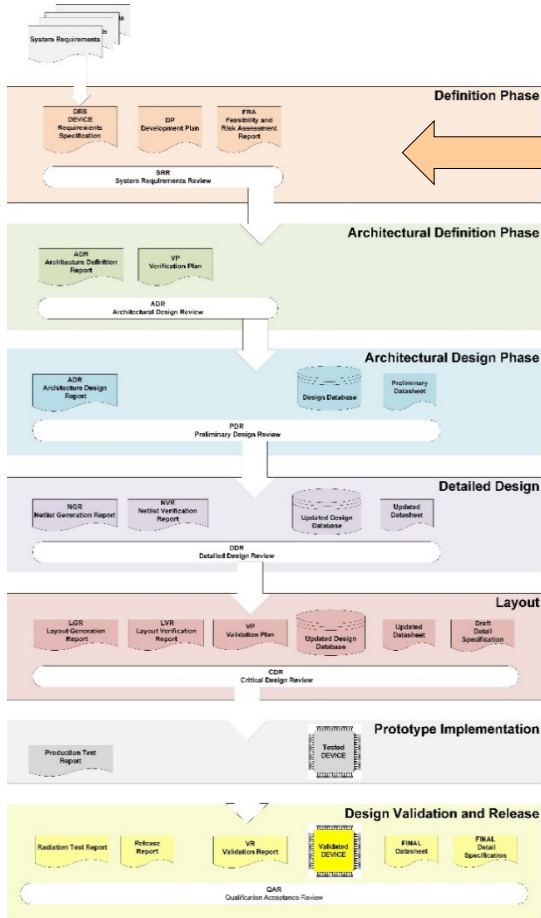 System Requirements
Definition Phase
DRS
DEVICE
Requirements
Specification
DP
Development Plan
FRA
Feasibility and
Risk Assessment
Report
SRR
System Requirements Review
Architectural Definition Phase
ADR
Architecture Definition
Report
VP
Verification Plan
ADR
Architectural Design Review
Architectural Design Phase
ADR
Architecture Design
Report
Design Database
Preliminary
Datasheet
PDR
Preliminary Design Review
Detailed Design
NGR
Netlist Generation Report
NVR
Netlist Verification
Report
Updated Design
Database
Updated
Datasheet
DDR
Detailed Design Review
Layout
LGR
Layout Generation
Report
LVR
Layout Verification
Report
VP
Validation Plan
Updated Design
Database
Updated
Datasheet
Draft
Detail
Specification
CDR
Critical Design Review
Prototype Implementation
Production Test
Report
Tested
DEVICE
Design Validation and Release
Radiation Test Report
Release
Report
VR
Validation Report
Validated
DEVICE
FINAL
Datasheet
FINAL
Detail
Specification
QAR
Qualification Acceptance Review